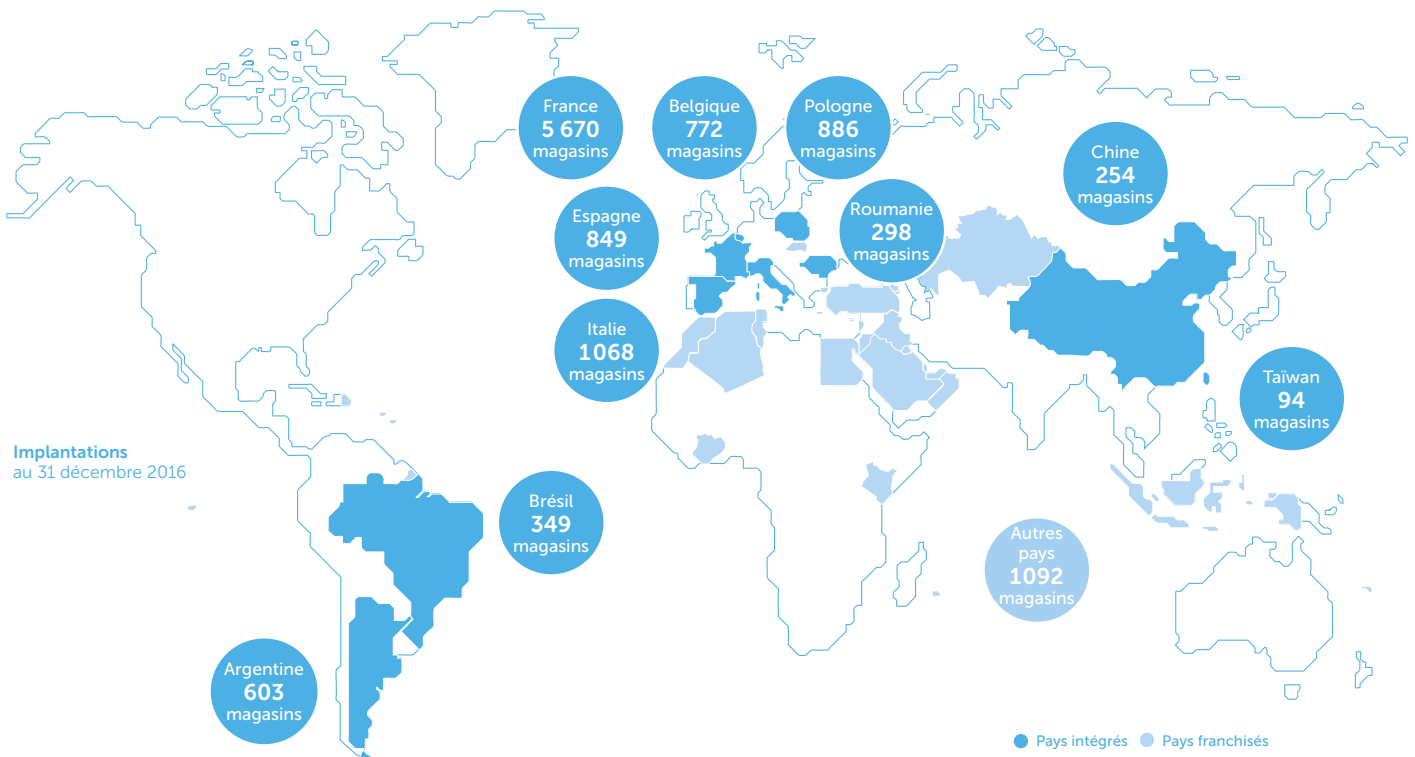 France
5 670
magasins
Belgique
772
magasins
Pologne
886
magasins
Chine
254
magasins
Espagne
849
magasins
Roumanie
298
magasins
Italie
1068
magasins
Taïwan
94
magasins
Implantations
au 31 décembre 2016
Brésil
349
magasins
Autres
pays
1092
magasins
Argentine
603
magasins
Pays intégrés
Pays franchisés